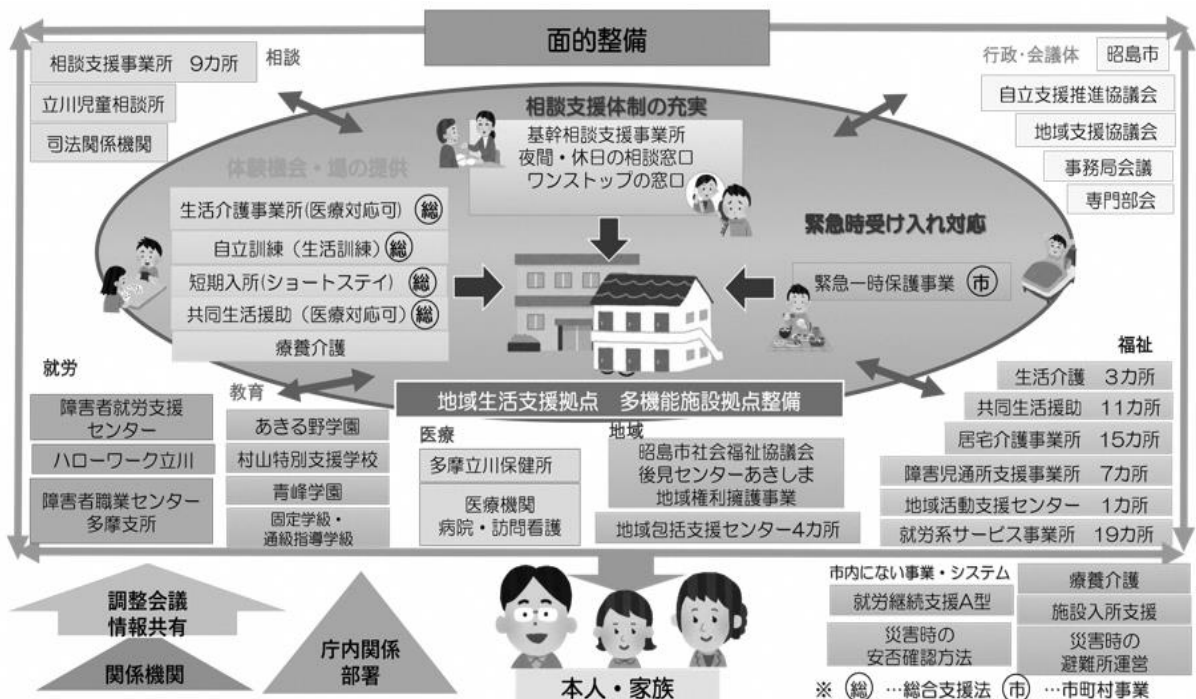 面的整備
相談支援事業所 9カ所
相談
立川児童相談所
司法関係機関
行政・会議体
昭島市
自立支援推進協議会
地域支援協議会
事務局会議
専門部会
相談支援体制の充実
基幹相談支援事業所
夜間・休日の相談窓口
ワンストップの窓口
体験機会・場の提供
生活介護事業所(医療対応可) 総
自立訓練(生活訓練) 総
短期入所(ショートステイ) 総
共同生活援助(医療対応可) 総
療養介護
緊急時受け入れ対応
緊急一時保護事業 市
地域生活支援拠点 多機能施設拠点整備
就労
障害者就労支援
センター
ハローワーク立川
障害者職業センター
多摩支所
教育
あきる野学園
村山特別支援学校
青峰学園
固定学級・
通級指導学級
医療
多摩立川保健所
医療機関
病院・訪問看護
地域
昭島市社会福祉協議会
後見センターあきしま
地域権利擁護事業
地域包括支援センター4カ所
福祉
生活介護 3カ所
共同生活援助 11カ所
居宅介護事業所 15カ所
障害児通所支援事業所 7カ所
地域活動支援センター 1カ所
就労系サービス事業所 19カ所
調整会議
情報共有
関係機関
庁内関係
部署
本人・家族
市内にない事業・システム
就労継続支援A型
災害時の
安否確認方法
療養介護
施設入所支援
災害時の
避難所運営
※ 総 …総合支援法 市 …市町村事業